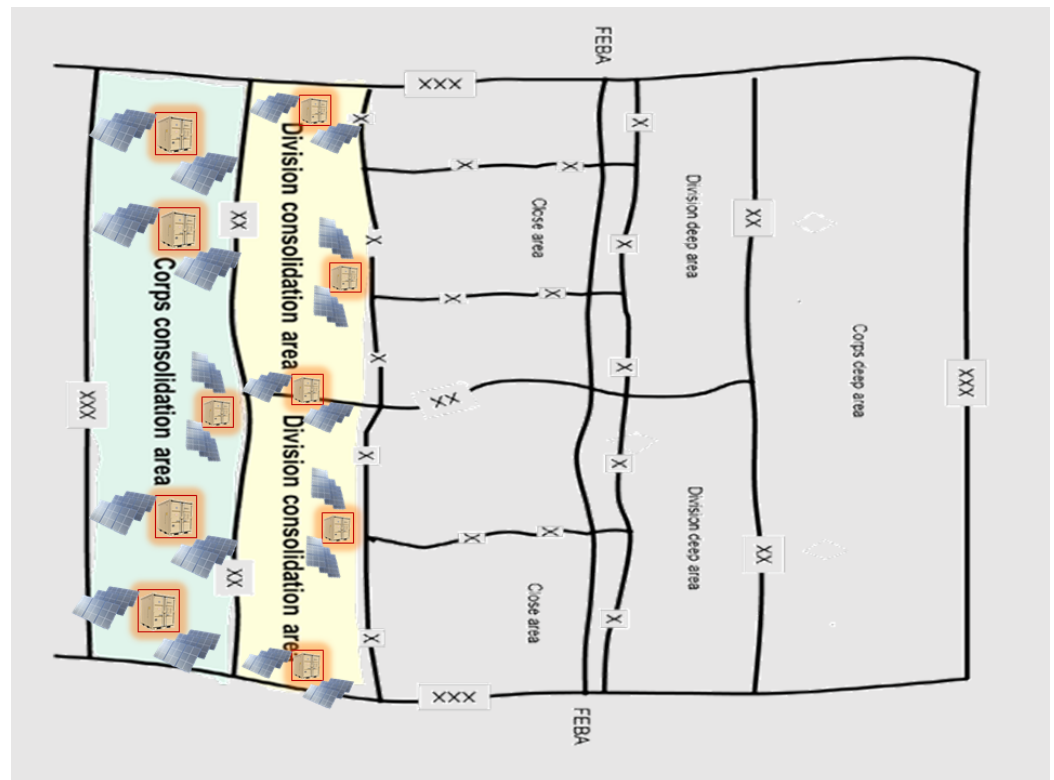 XXX
Corps deep area
XX
XX
Division deep area
Division deep area
X
X
X
X
X
FEBA
FEBA
X
X
X
Close area
Close area
X
X
X
XXX
XX
XXX
X
X
X
X
X
Division consolidation area
Division consolidation area
XX
XX
Corps consolidation area
XXX